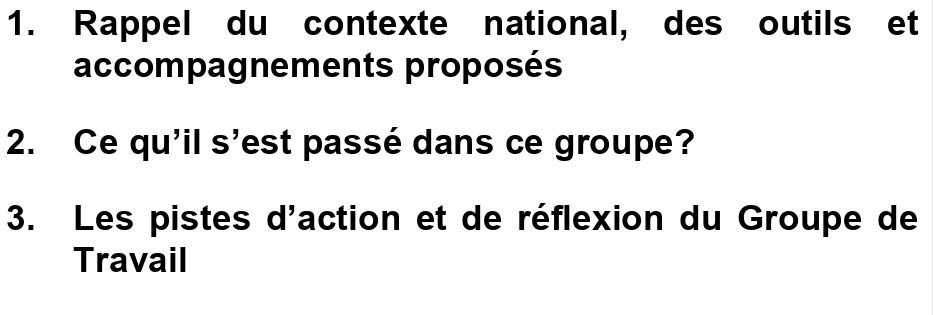 1. Rappel du contexte national, des outils et
accompagnements proposés
2. Ce qu’il s’est passé dans ce groupe?
3. Les pistes d’action et de réflexion du Groupe de
Travail